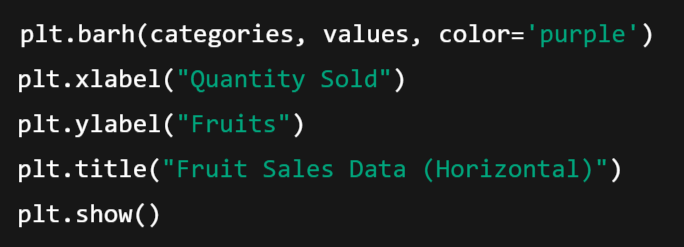 plt.barh(categories, values, color='purple')
plt.xlabel("Quantity Sold")
plt.ylabel("Fruits")
plt.title("Fruit Sales Data (Horizontal)")
plt.show()